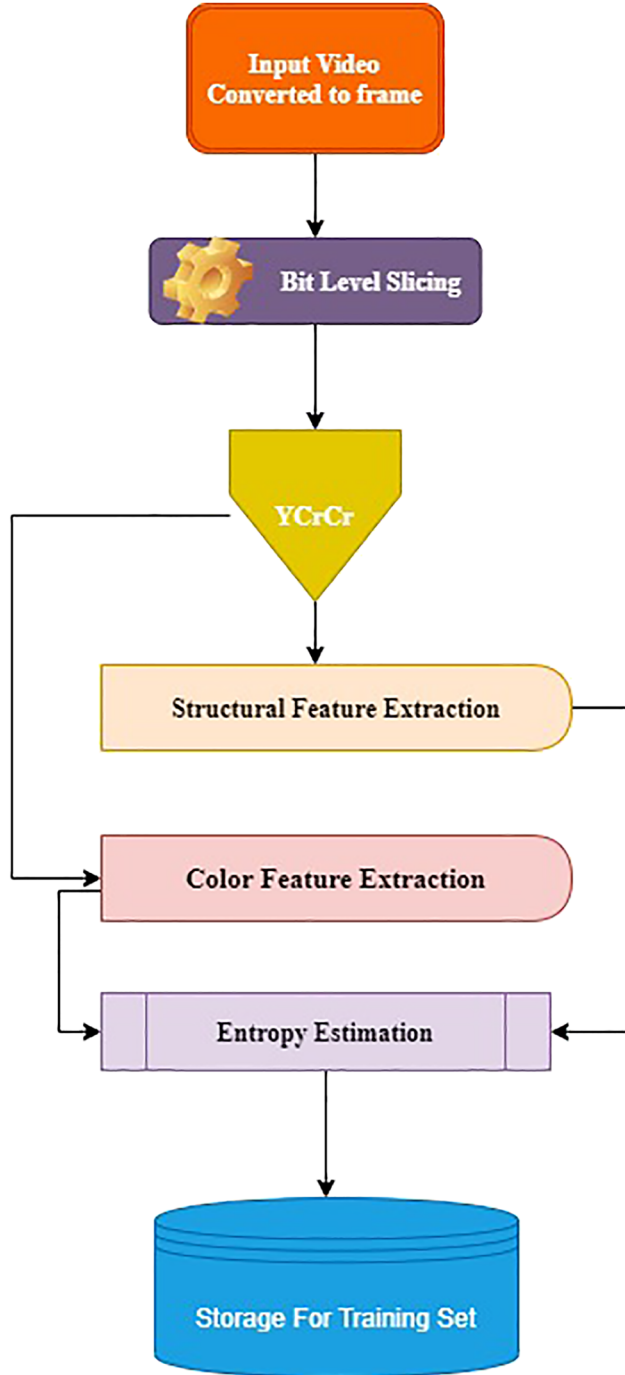 Input Video
Converted to frame
Bit Level Slicing
YCrCr
Structural Feature Extraction
Color Feature Extraction
Entropy Estimation
Storage For Training Set